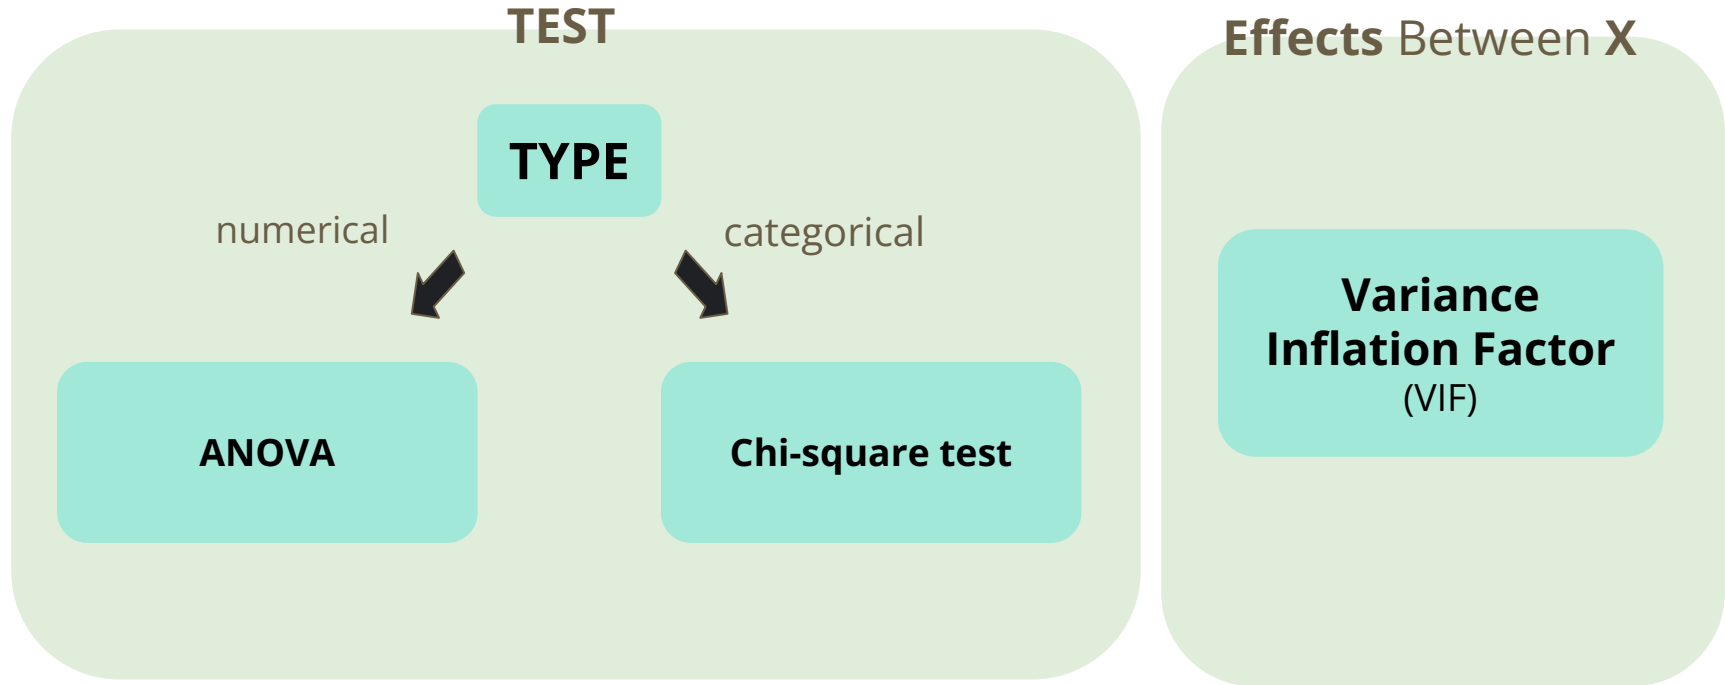 TEST
TYPE
numerical
categorical
ANOVA
Chi-square test
Effects Between X
Variance
Inflation Factor
(VIF)